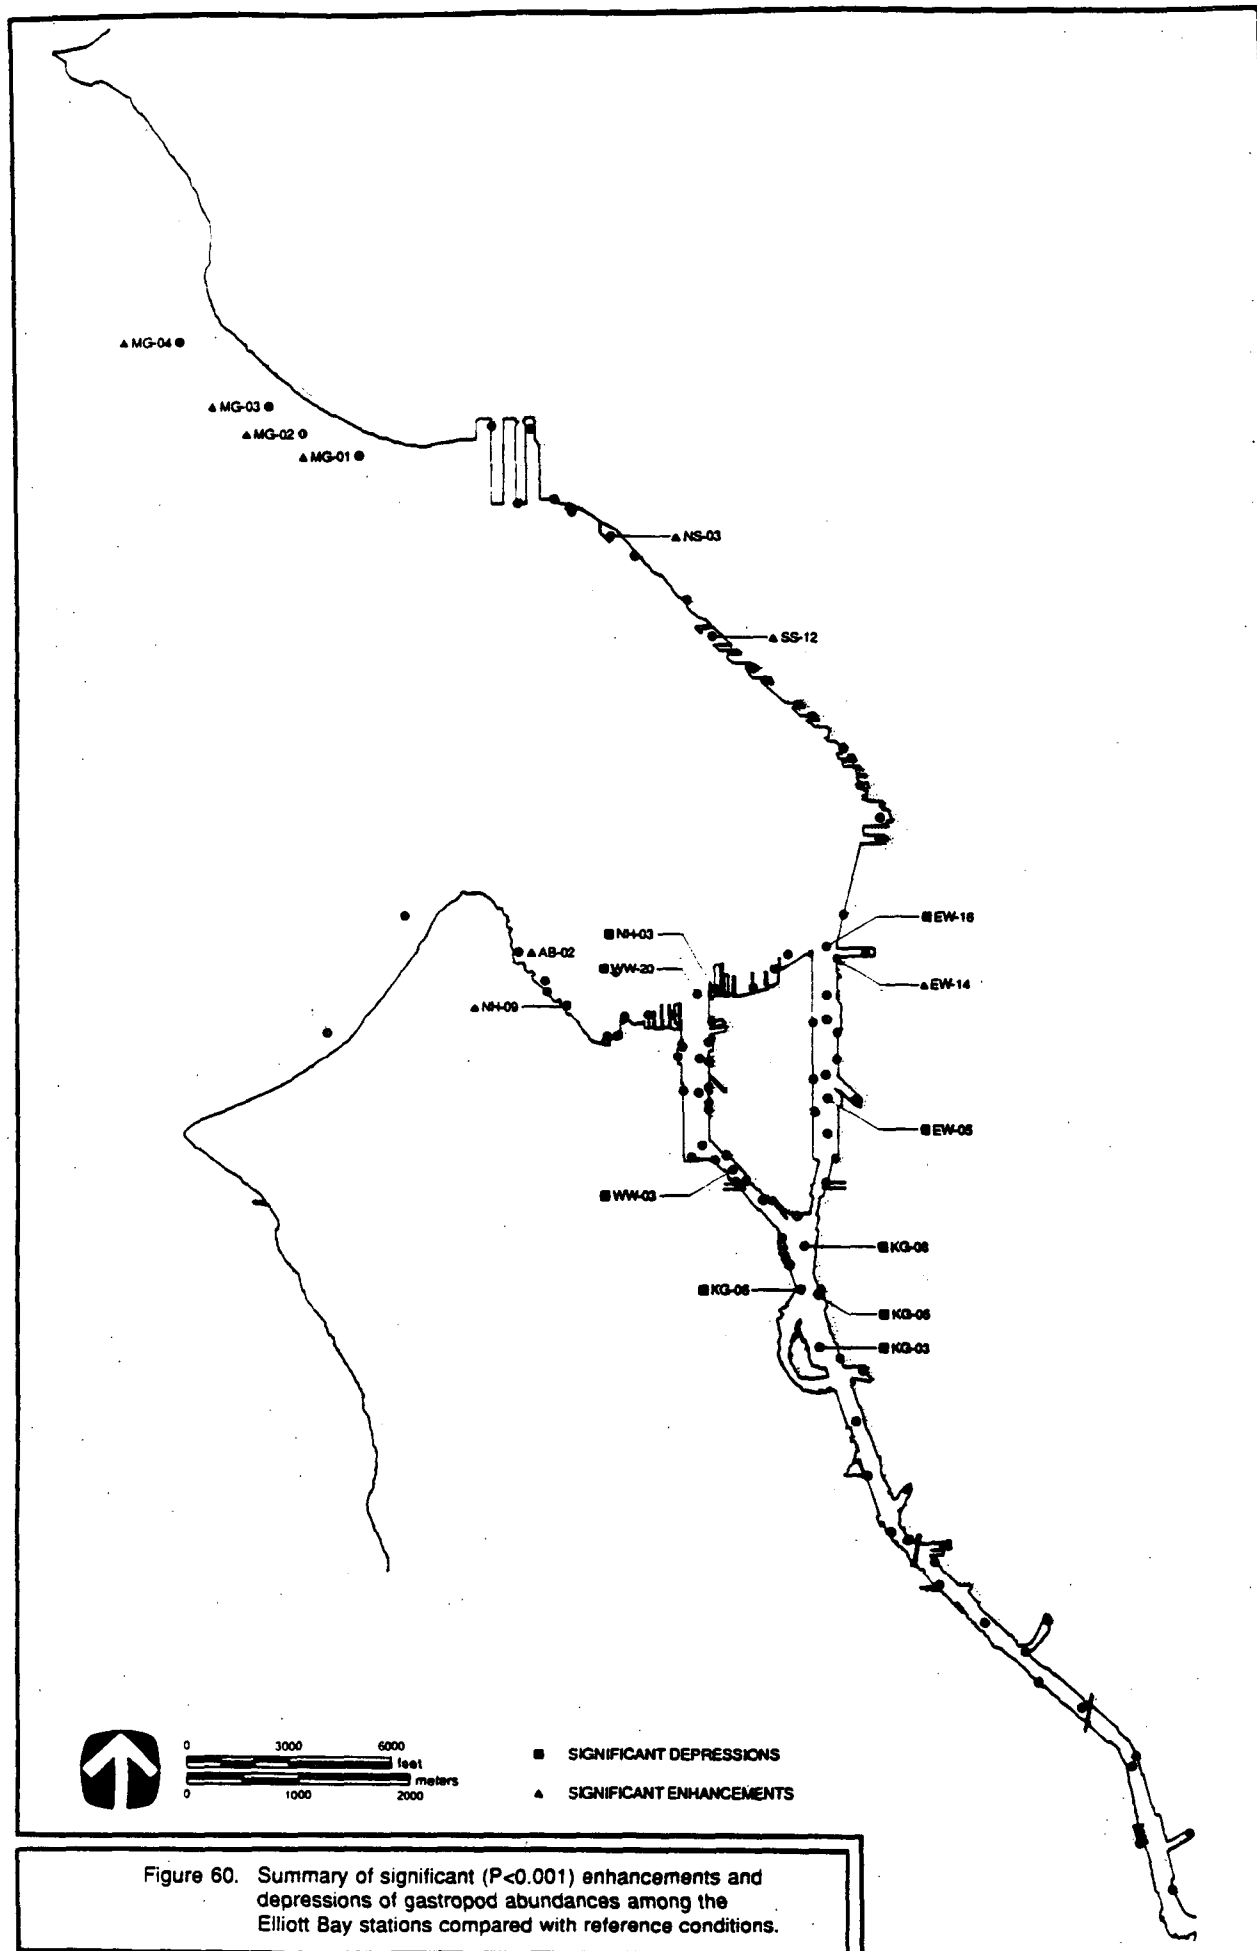 MG-04
MG-03
MG-02
MG-01
NS-03
SS-12
EW-16
NH-03
AB-02
WW-20
EW-14
NH-09
EW-05
WW-03
KG-08
KG-06
KG-05
KG-03
0 3000 6000
feet
meters
0 1000 2000
SIGNIFICANT DEPRESSIONS
SIGNIFICANT ENHANCEMENTS
Figure 60. Summary of significant (P<0.001) enhancements and
depressions of gastropod abundances among the
Elliott Bay stations compared with reference conditions.